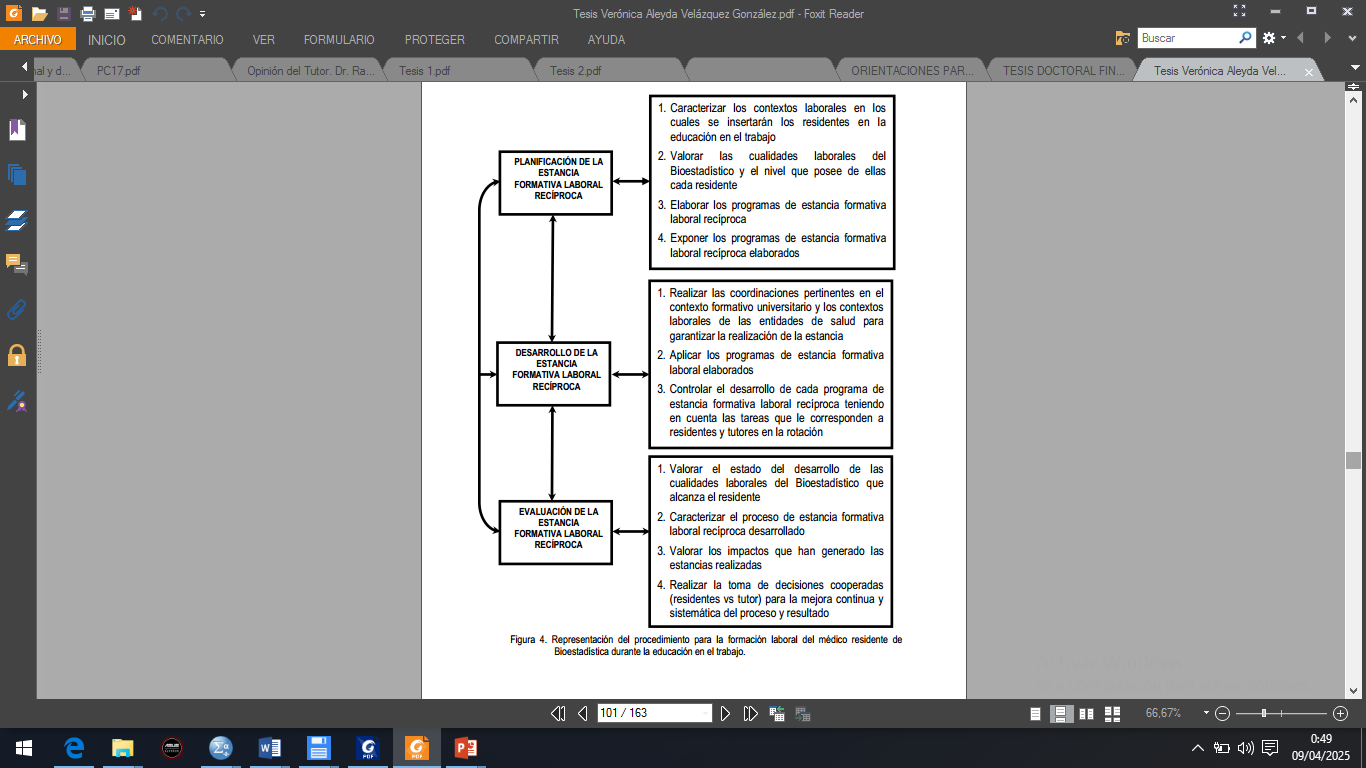 Tesis Verónica Aleyda Velázquez González.pdf - Foxit Reader
ARCHIVO INICIO COMENTARIO VER FORMULARIO PROTEGER COMPARTIR AYUDA
Buscar
nal y d... PC17.pdf Opinión del Tutor. Dr. Ra... Tesis 1.pdf Tesis 2.pdf ORIENTACIONES PAR... TESIS DOCTORAL FIN... Tesis Verónica Aleyda Vel...
PLANIFICACIÓN DE LA
ESTANCIA
FORMATIVA LABORAL
RECÍPROCA
1. Caracterizar los contextos laborales en los
cuales se insertarán los residentes en la
educación en el trabajo
2. Valorar las cualidades laborales del
Bioestadístico y el nivel que posee de ellas
cada residente
3. Elaborar los programas de estancia formativa
laboral recíproca
4. Exponer los programas de estancia formativa
laboral recíproca elaborados
DESARROLLO DE LA
ESTANCIA
FORMATIVA LABORAL
RECÍPROCA
1. Realizar las coordinaciones pertinentes en el
contexto formativo universitario y los contextos
laborales de las entidades de salud para
garantizar la realización de la estancia
2. Aplicar los programas de estancia formativa
laboral elaborados
3. Controlar el desarrollo de cada programa de
estancia formativa laboral recíproca teniendo
en cuenta las tareas que le corresponden a
residentes y tutores en la rotación
EVALUACIÓN DE LA
ESTANCIA
FORMATIVA LABORAL
RECÍPROCA
1. Valorar el estado del desarrollo de las
cualidades laborales del Bioestadístico que
alcanza el residente
2. Caracterizar el proceso de estancia formativa
laboral recíproca desarrollado
3. Valorar los impactos que han generado las
estancias realizadas
4. Realizar la toma de decisiones cooperadas
(residentes vs tutor) para la mejora continua y
sistemática del proceso y resultado
Figura 4. Representación del procedimiento para la formación laboral del médico residente de
Bioestadística durante la educación en el trabajo.
101 / 163
66,67%
0:49
09/04/2025